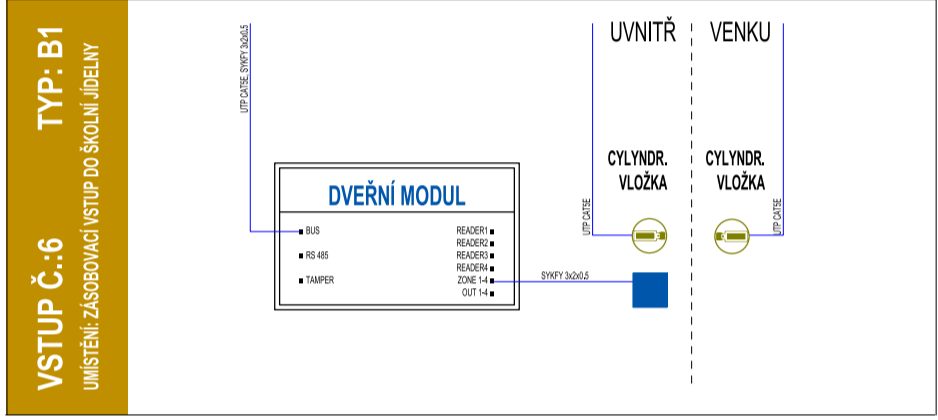 VSTUP Č.:6 TYP: B1
UMÍSTĚNÍ: ZÁSOBOVACÍ VSTUP DO ŠKOLNÍ JÍDELNY
UTP CAT5E, SYKFY 3x2x0,5
DVEŘNÍ MODUL
BUS
RS 485
TAMPER
READER1
READER2
READER3
READER4
ZONE 1-4
OUT 1-4
SYKFY 3x2x0,5
UVNITŘ
VENKU
CYLYNDR.
VLOŽKA
UTP CAT5E
CYLYNDR.
VLOŽKA
UTP CAT5E